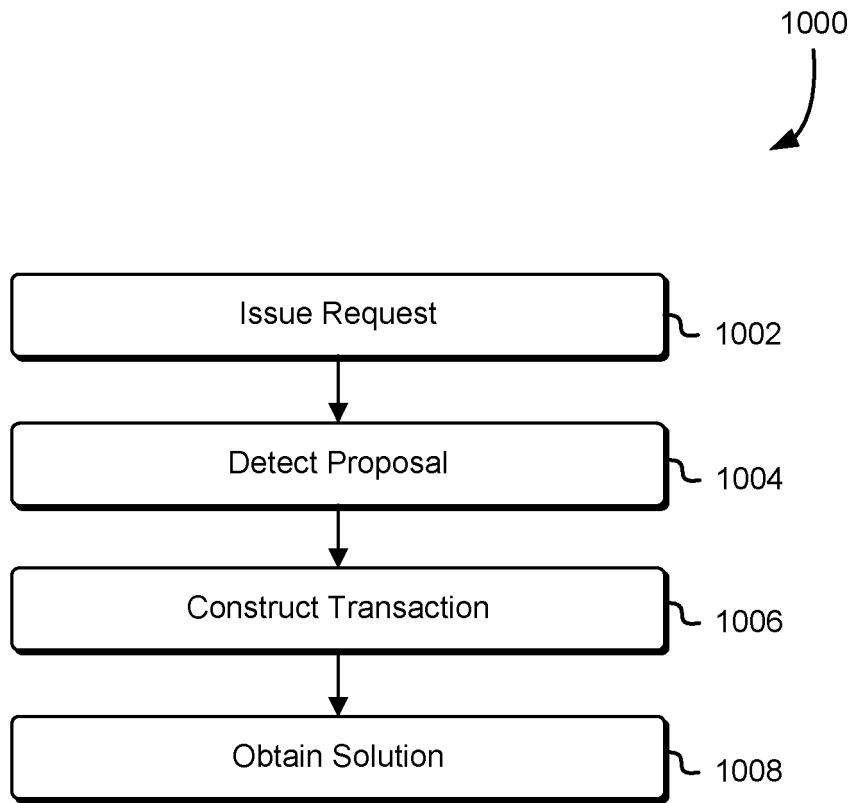 1000
Issue Request
1002
Detect Proposal
1004
Construct Transaction
1006
Obtain Solution
1008